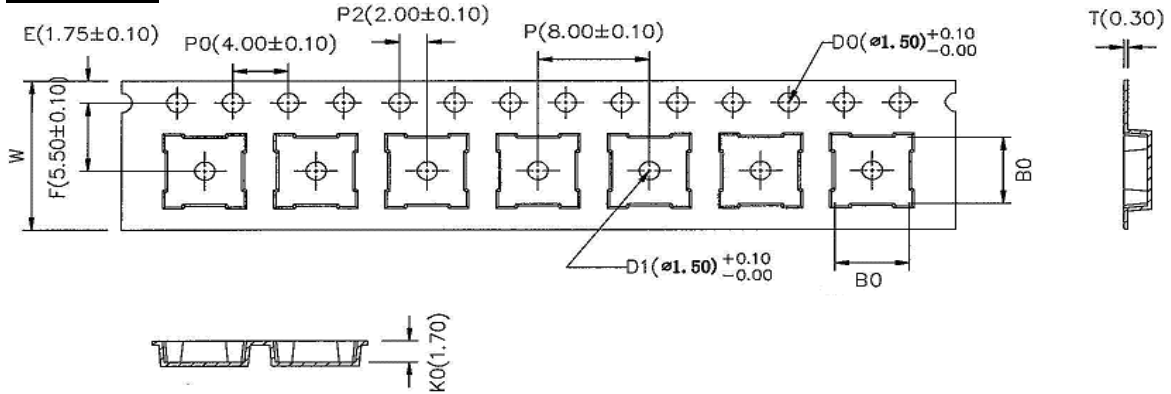 E(1.75±0.10)
P0(4.00±0.10)
P2(2.00±0.10)
P(8.00±0.10)
D0(ø1.50)+0.10
-0.00
T(0.30)
W
F(5.50±0.10)
B0
D1(ø1.50)+0.10
-0.00
B0
K0(1.70)